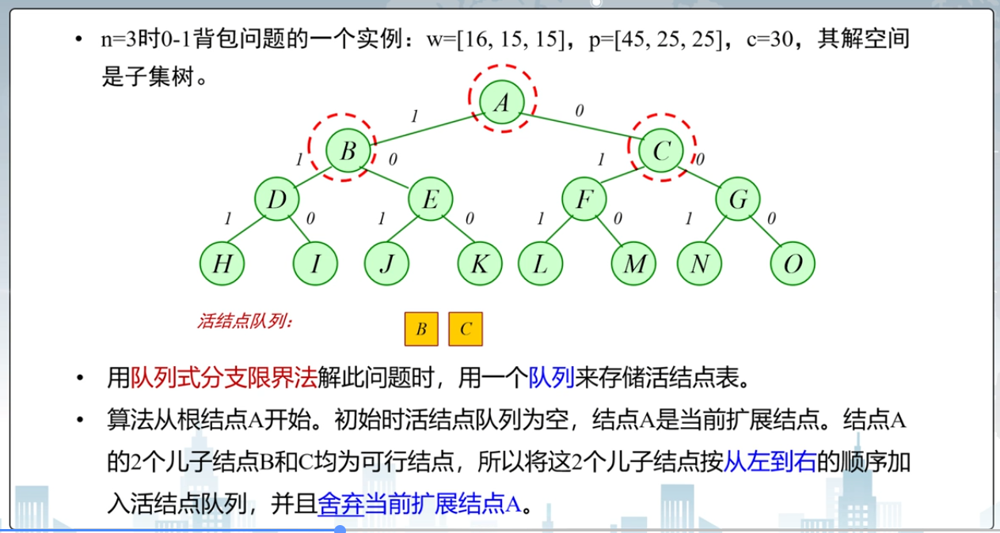 • n=3时0-1背包问题的一个实例：w=[16, 15, 15]，p=[45, 25, 25]，c=30，其解空间
是子集树。
A
1 0
B C
1 0 1 0
D E F G
1 0 1 0 1 0 1 0
H I J K L M N O
活结点队列： B C
• 用队列式分支限界法解此问题时，用一个队列来存储活结点表。
• 算法从根结点A开始。初始时活结点队列为空，结点A是当前扩展结点。结点A
的2个儿子结点B和C均为可行结点，所以将这2个儿子结点按从左到右的顺序加
入活结点队列，并且舍弃当前扩展结点A。